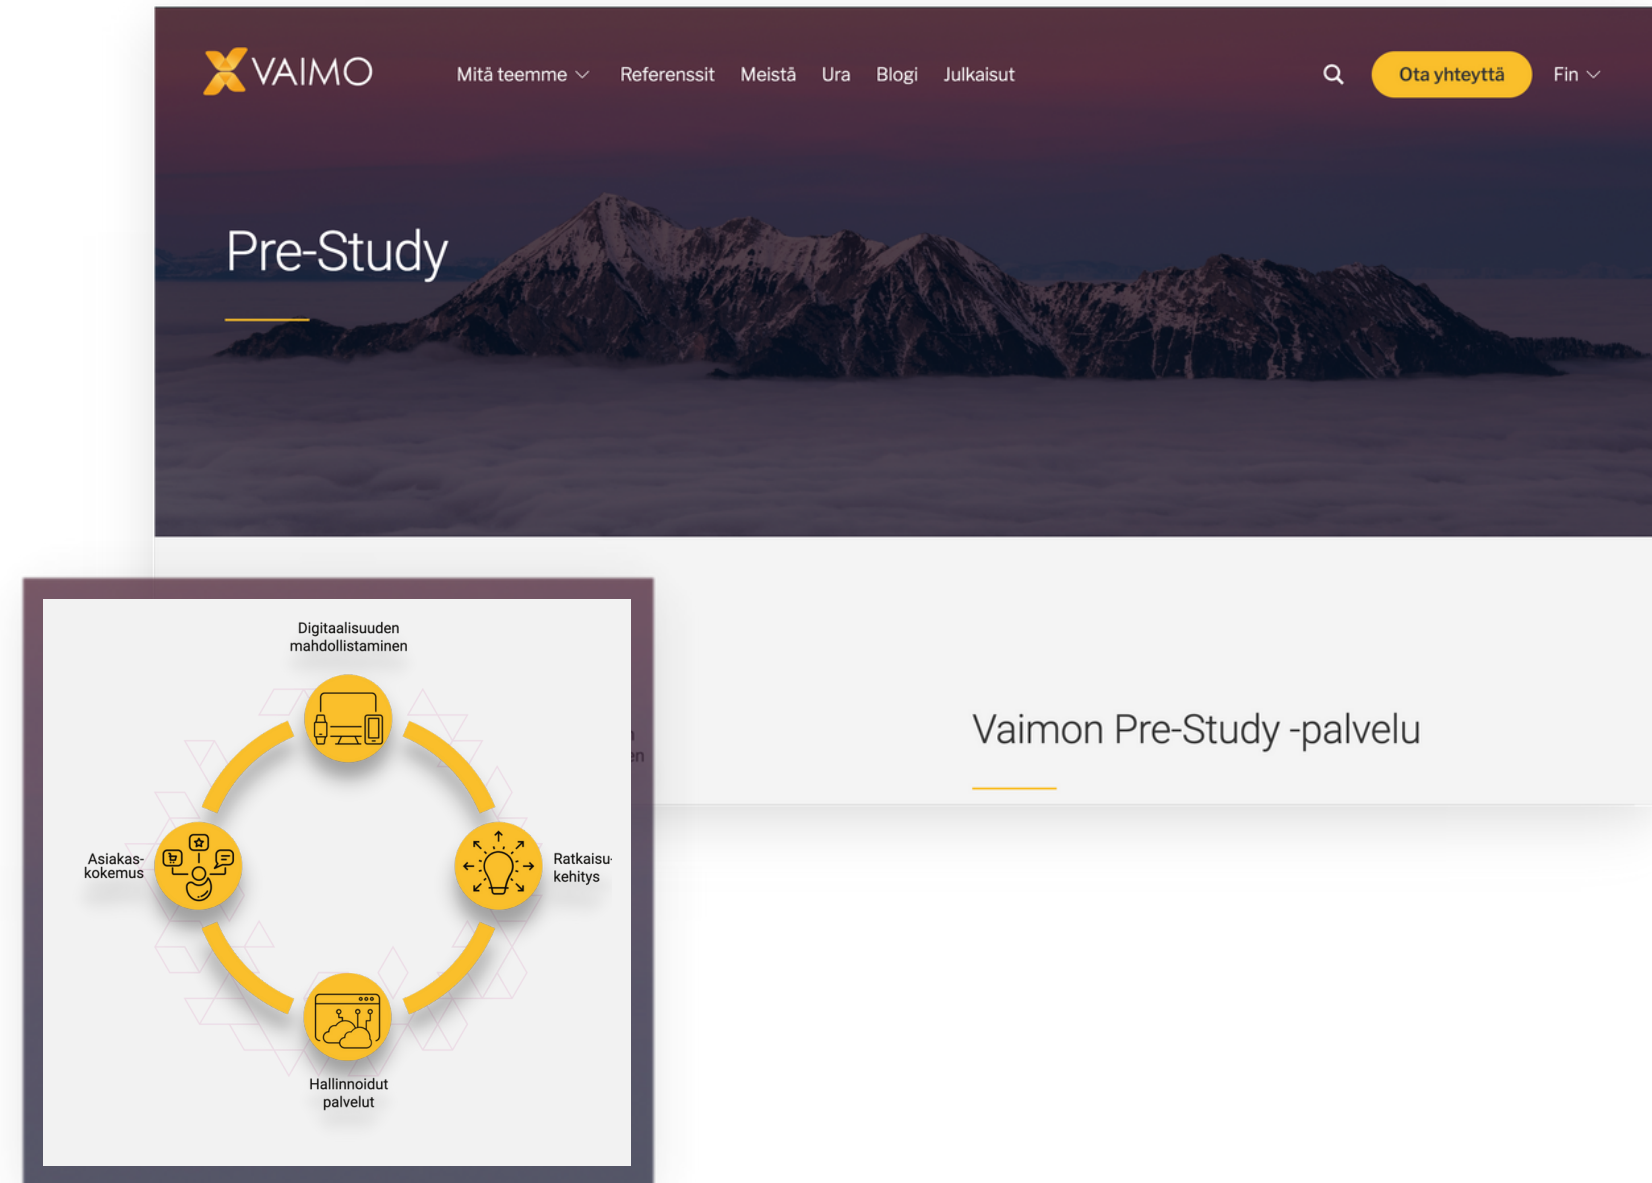 VAIMO
Mitä teemme Referenssit Meistä Ura Blogi Julkaisut
Ota yhteyttä
Fin
Pre-Study
Vaimon Pre-Study -palvelu
Digitaalisuuden
mahdollistaminen
Asiakas-
kokemus
Ratkaisu-
kehitys
Hallinnoidut
palvelut